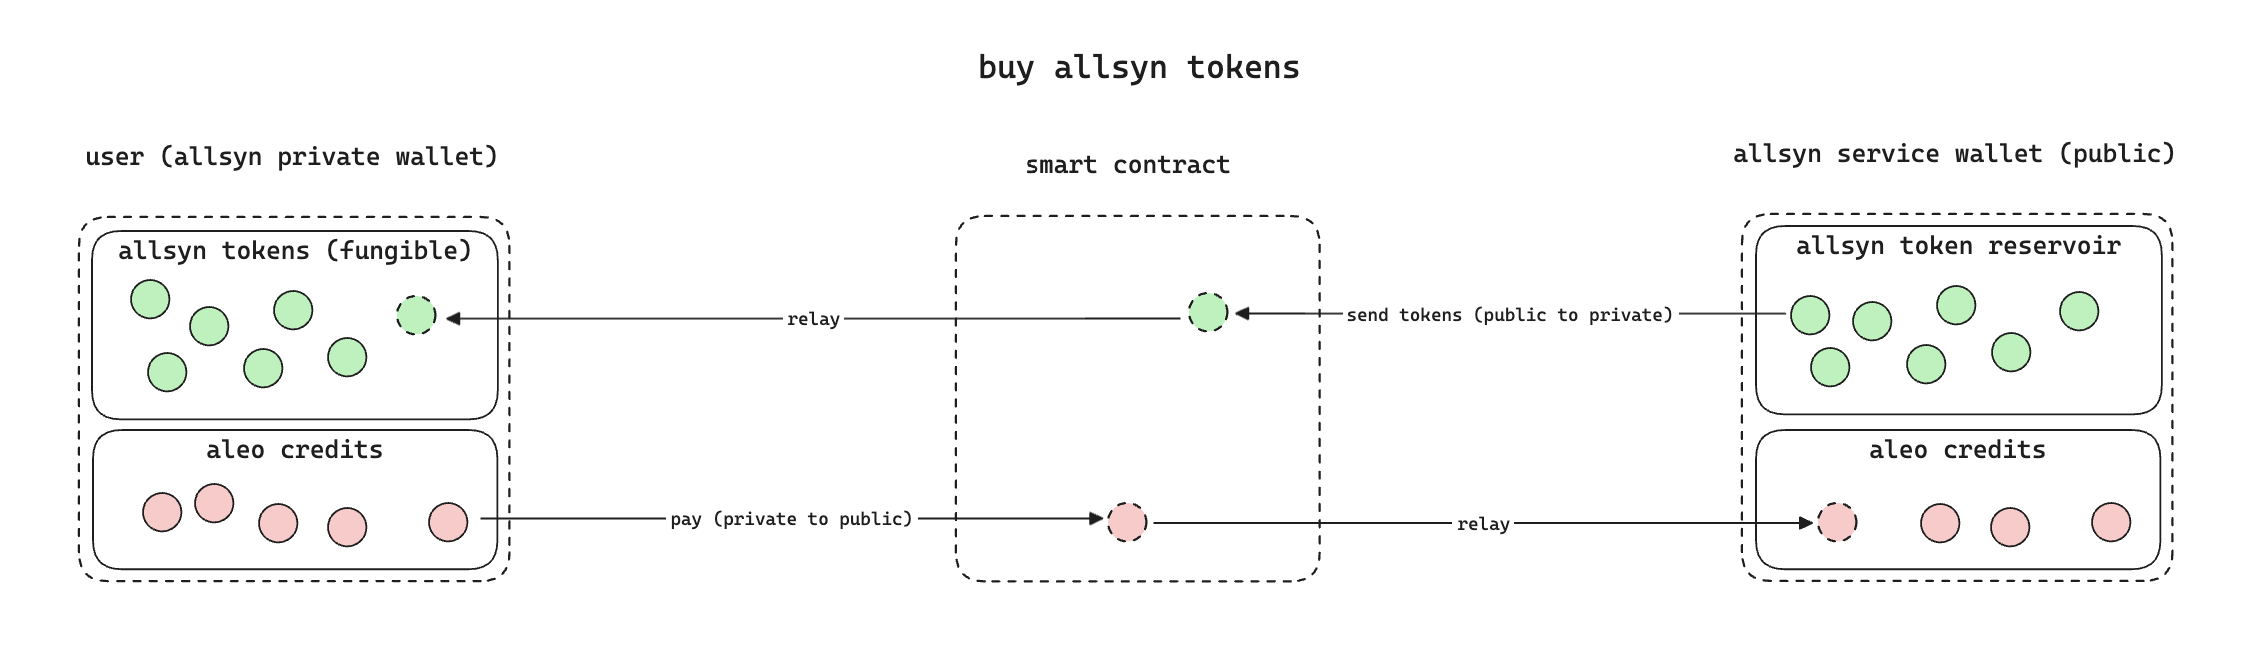 buy allsyn tokens
user (allsyn private wallet)
smart contract
allsyn service wallet (public)
allsyn tokens (fungible)
allsyn token reservoir
relay
send tokens (public to private)
aleo credits
aleo credits
pay (private to public)
relay